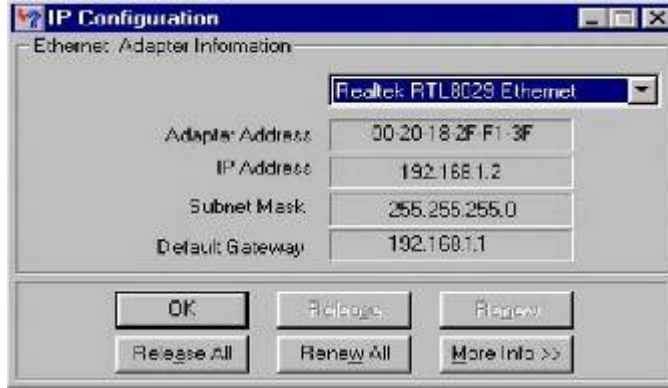 IP Configuration
Ethernet Adapter Information
Realtek RTL8029 Ethernet
Adapter Address 00-20-18-2F-F1-3F
IP Address 192.168.1.2
Subnet Mask 255.255.255.0
Default Gateway 192.168.1.1
OK Release Renew
Release All Renew All More Info >>